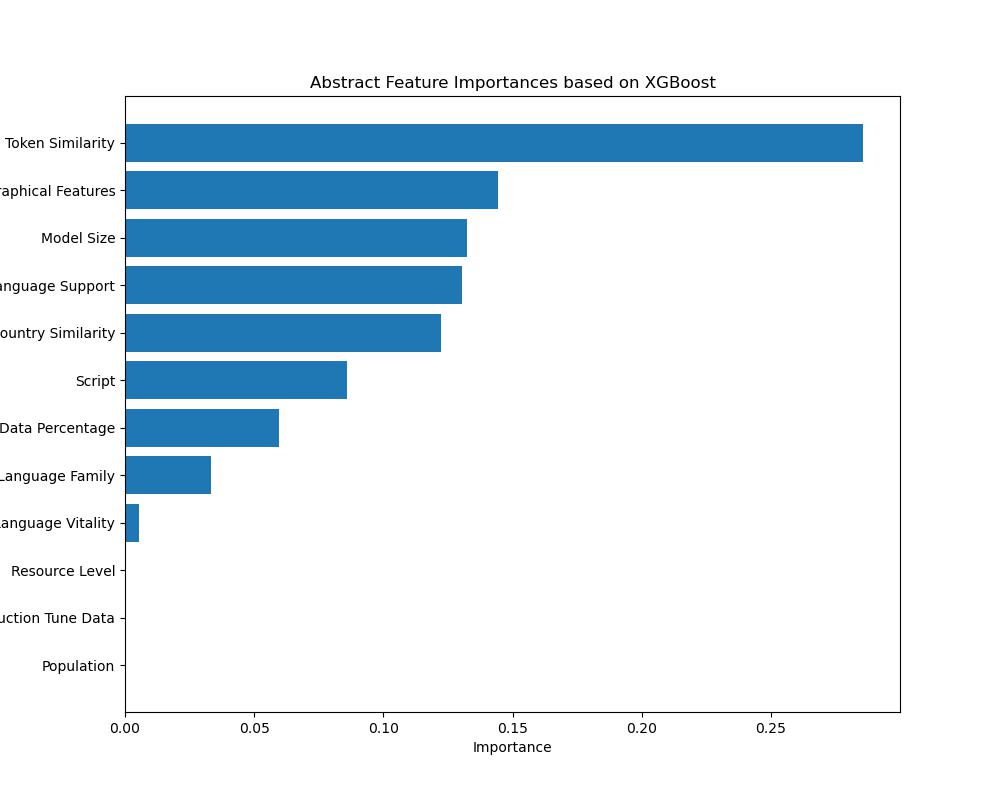 Abstract Feature Importances based on XGBoost
Token Similarity
raphical Features
Model Size
anguage Support
ountry Similarity
Script
Data Percentage
Language Family
anguage Vitality
Resource Level
uction Tune Data
Population
0.00 0.05 0.10 0.15 0.20 0.25
Importance